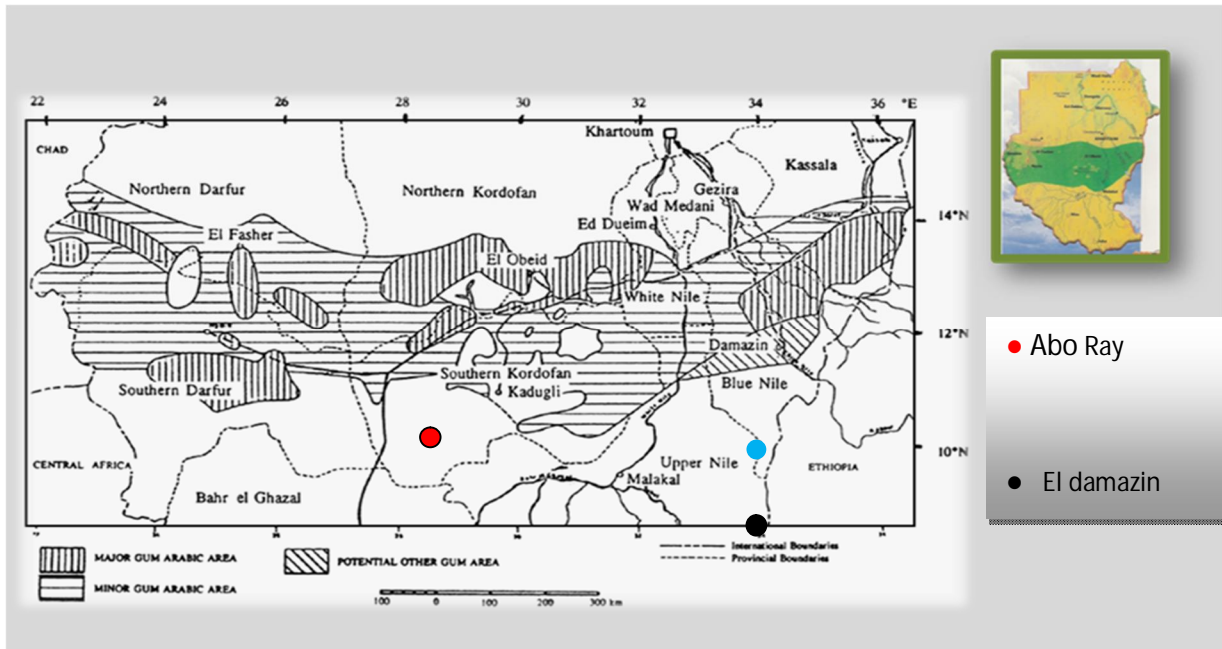 22 24 26 28 30 32 34 36 °E
CHAD
Khartoum
Kassala
Northern Darfur
Northern Kordofan
Gezira
Wad Medani
14°N
El Fasher
Ed Dueim
El Obeid
White Nile
12°N
Damazin
Southern Darfur
Southern Kordofan
Blue Nile
Kadugli
Abo Ray
10°N
CENTRAL AFRICA
Upper Nile
ETHIOPIA
Malakal
El damazin
Bahr el Ghazal
MAJOR GUM ARABIC AREA
POTENTIAL OTHER GUM AREA
International Boundaries
Provincial Boundaries
MINOR GUM ARABIC AREA
100 0 100 200 300 km